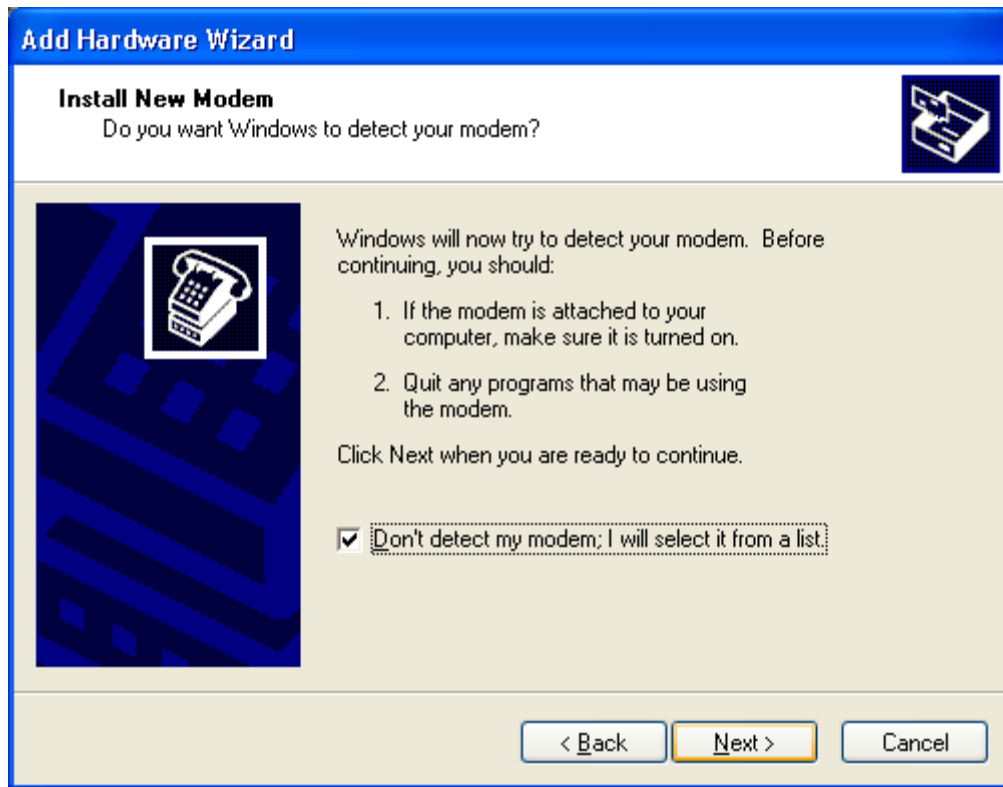 Add Hardware Wizard
Install New Modem
Do you want Windows to detect your modem?
Windows will now try to detect your modem.  Before
continuing, you should:
1. If the modem is attached to your
computer, make sure it is turned on.
2. Quit any programs that may be using
the modem.
Click Next when you are ready to continue.
Don't detect my modem; I will select it from a list.
< Back
Next >
Cancel